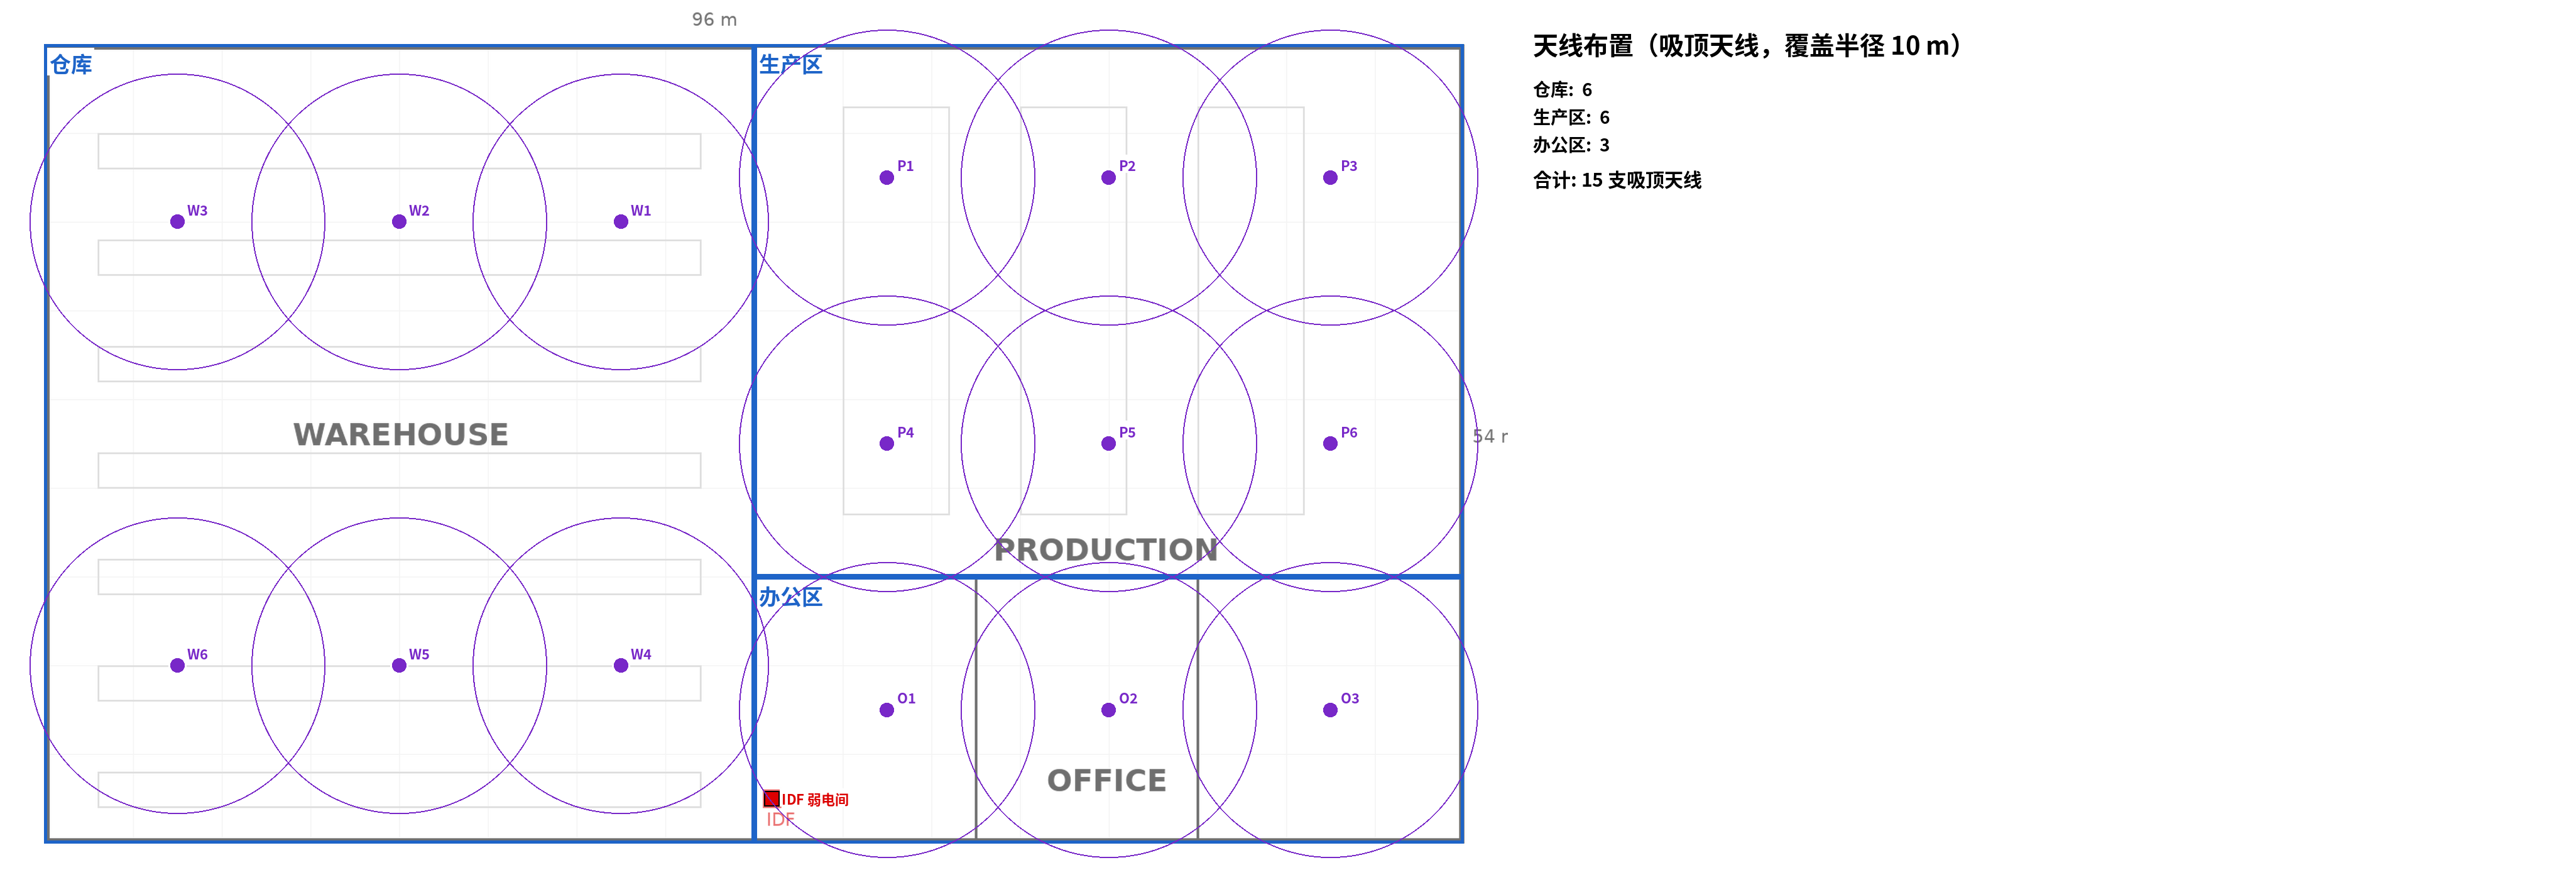 96 m
天线布置（吸顶天线，覆盖半径 10 m）
仓库: 6
生产区: 6
办公区: 3
合计: 15 支吸顶天线
仓库
生产区
P1
P2
P3
W3
W2
W1
WAREHOUSE
P4
P5
P6
54 r
PRODUCTION
办公区
W6
W5
W4
O1
O2
O3
OFFICE
IDF 弱电间
IDF